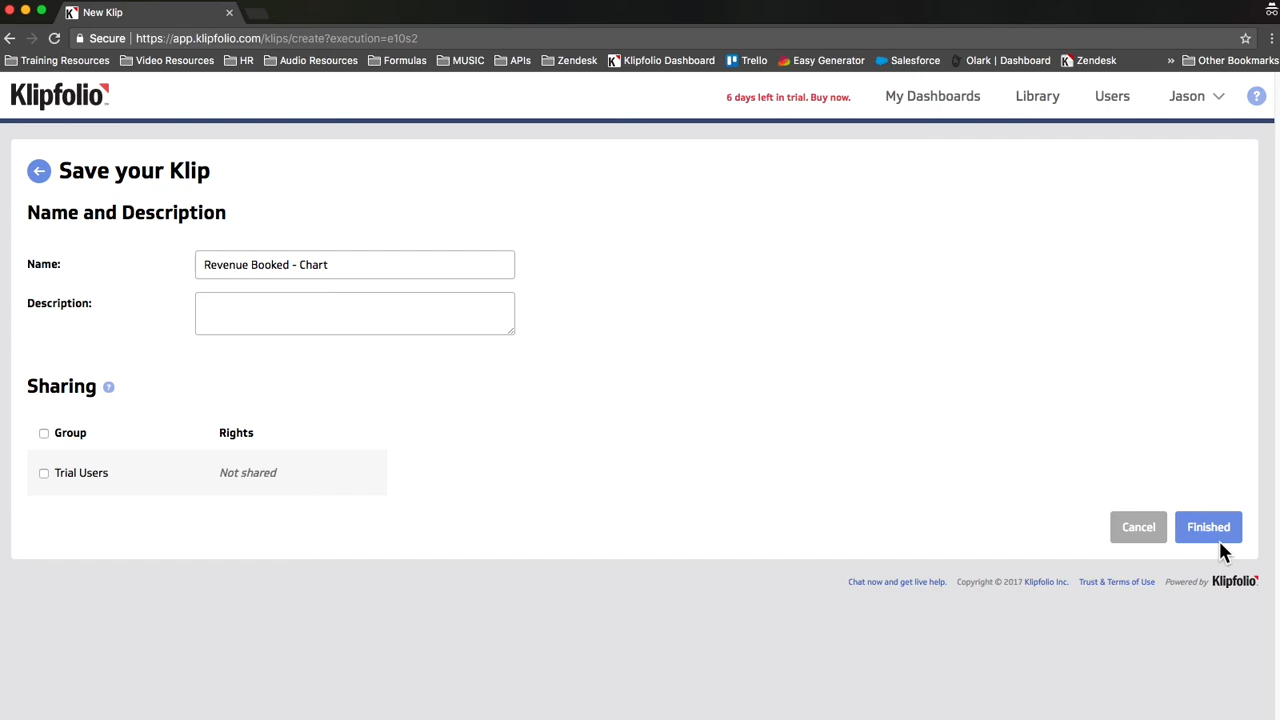 New Klip
Secure | https://app.klipfolio.com/klips/create?execution=e10s2
Training Resources Video Resources HR Audio Resources Formulas MUSIC APIs Zendesk Klipfolio Dashboard Trello Easy Generator Salesforce Olark | Dashboard Zendesk » Other Bookmarks
Klipfolio 6 days left in trial. Buy now. My Dashboards Library Users Jason ?
Save your Klip
Name and Description
Name: Revenue Booked - Chart
Description:
Sharing ?
Group Rights
Trial Users Not shared
Cancel Finished
Chat now and get live help. Copyright © 2017 Klipfolio Inc. Trust & Terms of Use Powered by Klipfolio